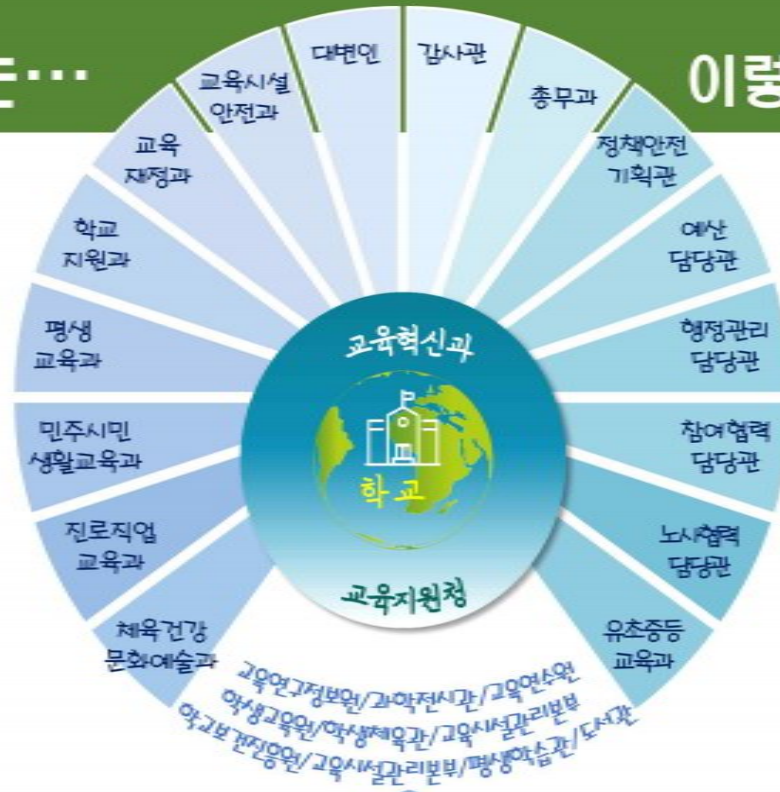 는…
이렇
대변인
감사관
총무과
정책안전
기획관
예산
담당관
행정관리
담당관
참여협력
담당관
노사협력
담당관
유초중등
교육과
교육시설
안전과
교육
재정과
학교
지원과
평생
교육과
민주시민
생활교육과
진로직업
교육과
체육건강
문화예술과
교육혁신과
학교
교육지원청
교육연구정보원/과학전시관/교육연수원
학생교육원/학생체육관/교육시설관리본부
학교보건진흥원/교육시설관리본부/평생학습관/도서관